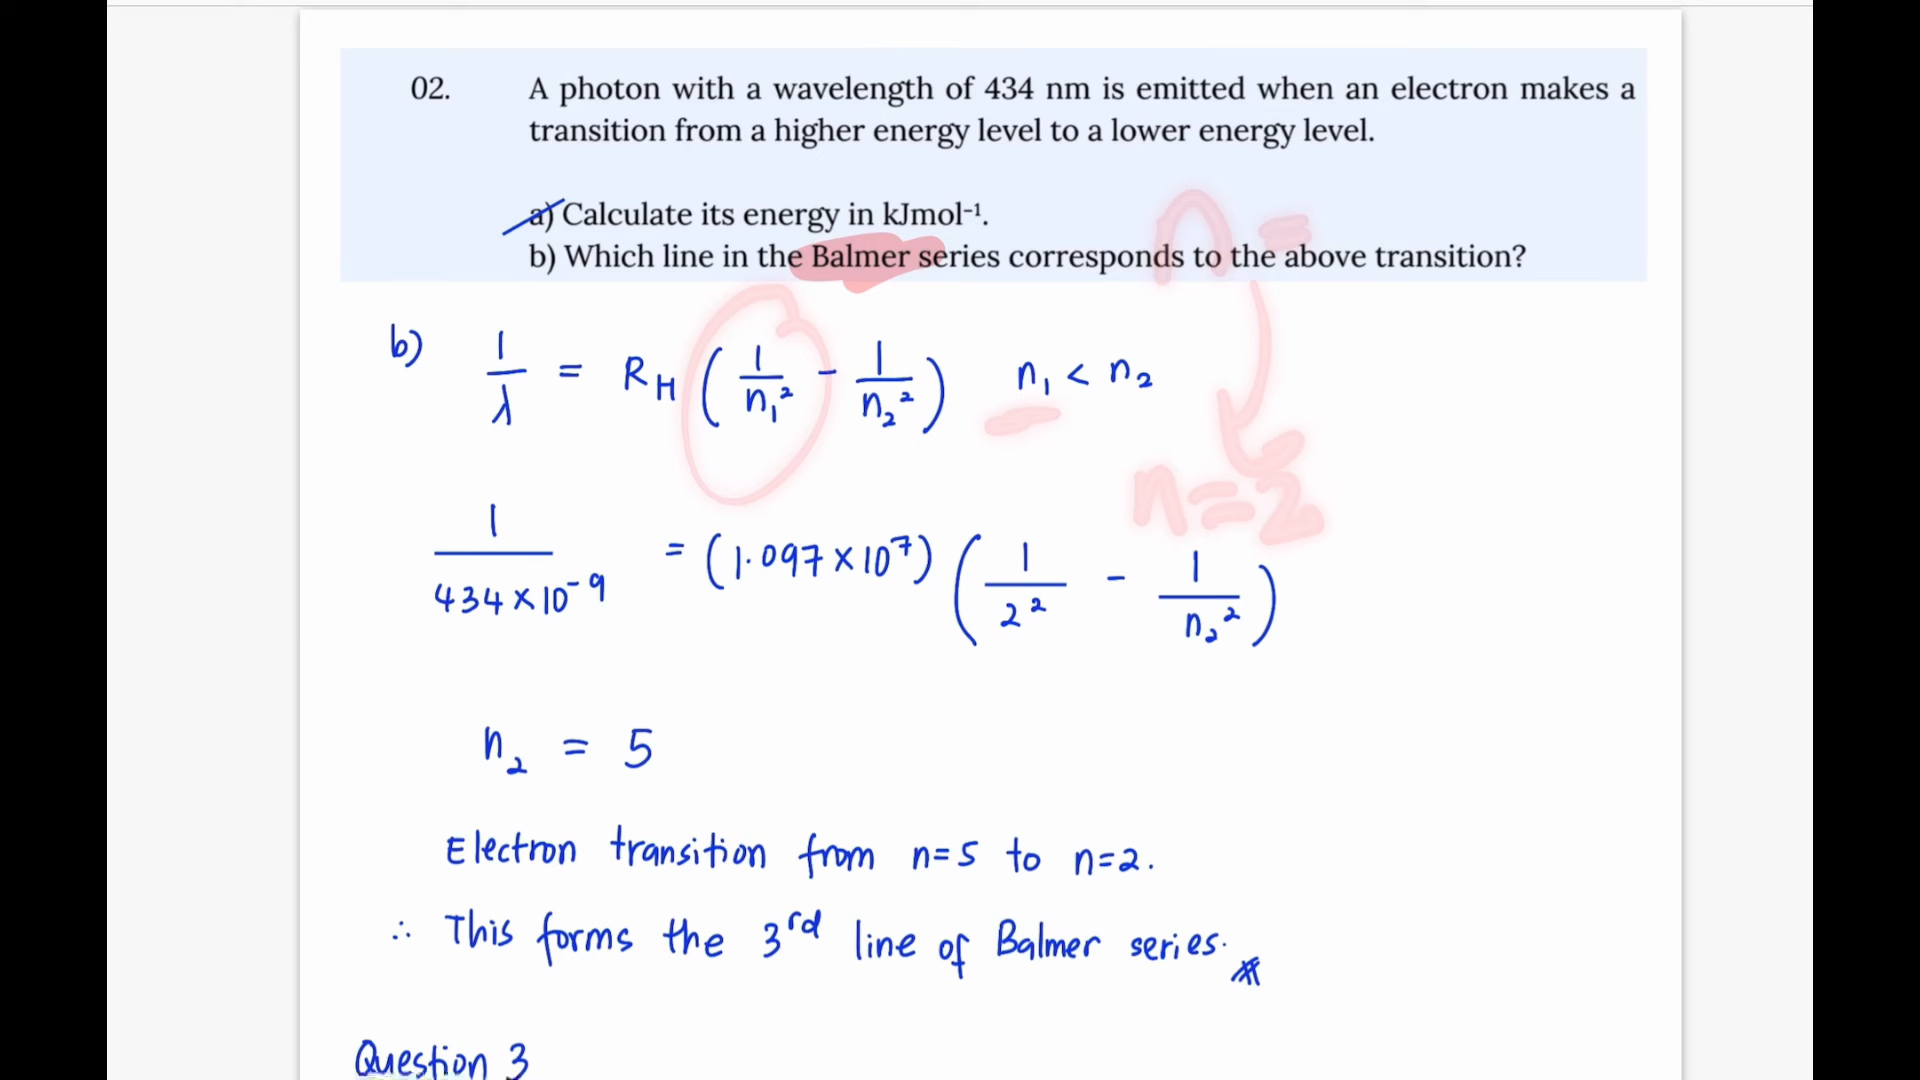 02. A photon with a wavelength of 434 nm is emitted when an electron makes a
transition from a higher energy level to a lower energy level.
a) Calculate its energy in kJmol⁻¹.
b) Which line in the Balmer series corresponds to the above transition?
n =
b) 1/λ = R_H (1/n₁² - 1/n₂²) n₁ < n₂
n=2
1/(434×10⁻⁹) = (1.097×10⁷) (1/2² - 1/n₂²)
n₂ = 5
Electron transition from n=5 to n=2.
∴ This forms the 3rd line of Balmer series.
Question 3